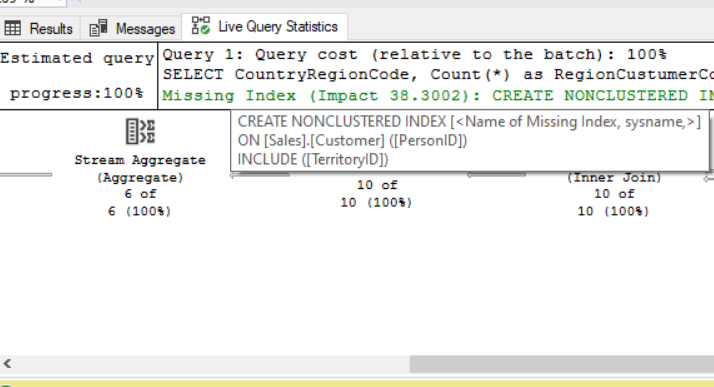 Results Messages Live Query Statistics
Estimated query
progress:100%
Query 1: Query cost (relative to the batch): 100%
SELECT CountryRegionCode, Count(*) as RegionCustumerCo
Missing Index (Impact 38.3002): CREATE NONCLUSTERED IN
CREATE NONCLUSTERED INDEX [<Name of Missing Index, sysname,>]
ON [Sales].[Customer] ([PersonID])
INCLUDE ([TerritoryID])
Stream Aggregate
(Aggregate)
6 of
6 (100%)
10 of
10 (100%)
(Inner Join)
10 of
10 (100%)